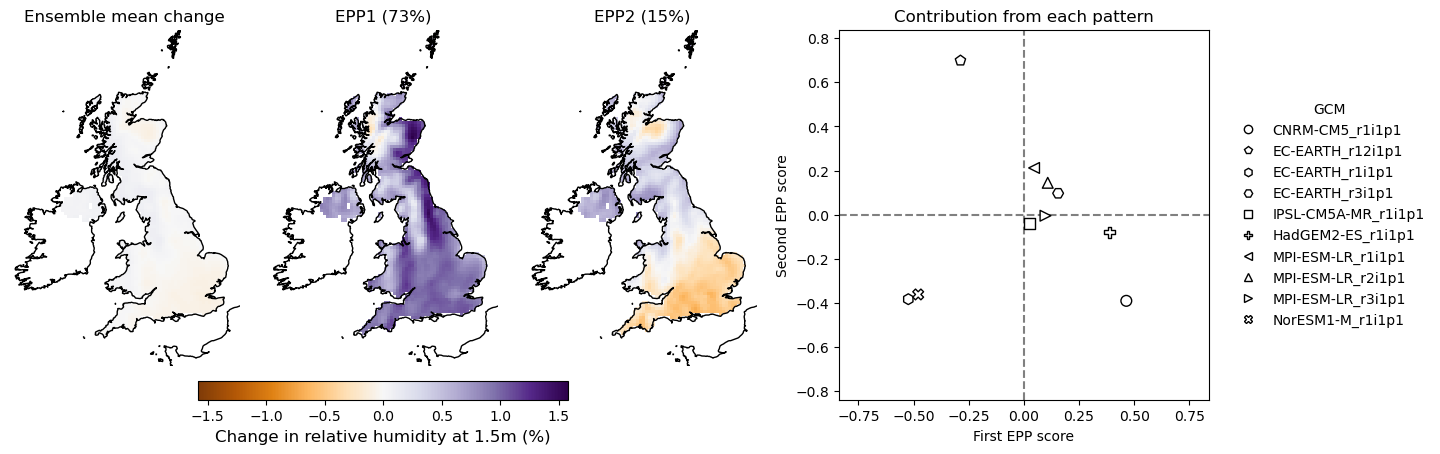 Ensemble mean change
EPP1 (73%)
EPP2 (15%)
Contribution from each pattern
−1.5
−1.0
−0.5
0.0
0.5
1.0
1.5
Change in relative humidity at 1.5m (%)
0.8
0.6
0.4
0.2
0.0
−0.2
−0.4
−0.6
−0.8
Second EPP score
−0.75
−0.50
−0.25
0.00
0.25
0.50
0.75
First EPP score
GCM
CNRM-CM5_r1i1p1
EC-EARTH_r12i1p1
EC-EARTH_r1i1p1
EC-EARTH_r3i1p1
IPSL-CM5A-MR_r1i1p1
HadGEM2-ES_r1i1p1
MPI-ESM-LR_r1i1p1
MPI-ESM-LR_r2i1p1
MPI-ESM-LR_r3i1p1
NorESM1-M_r1i1p1